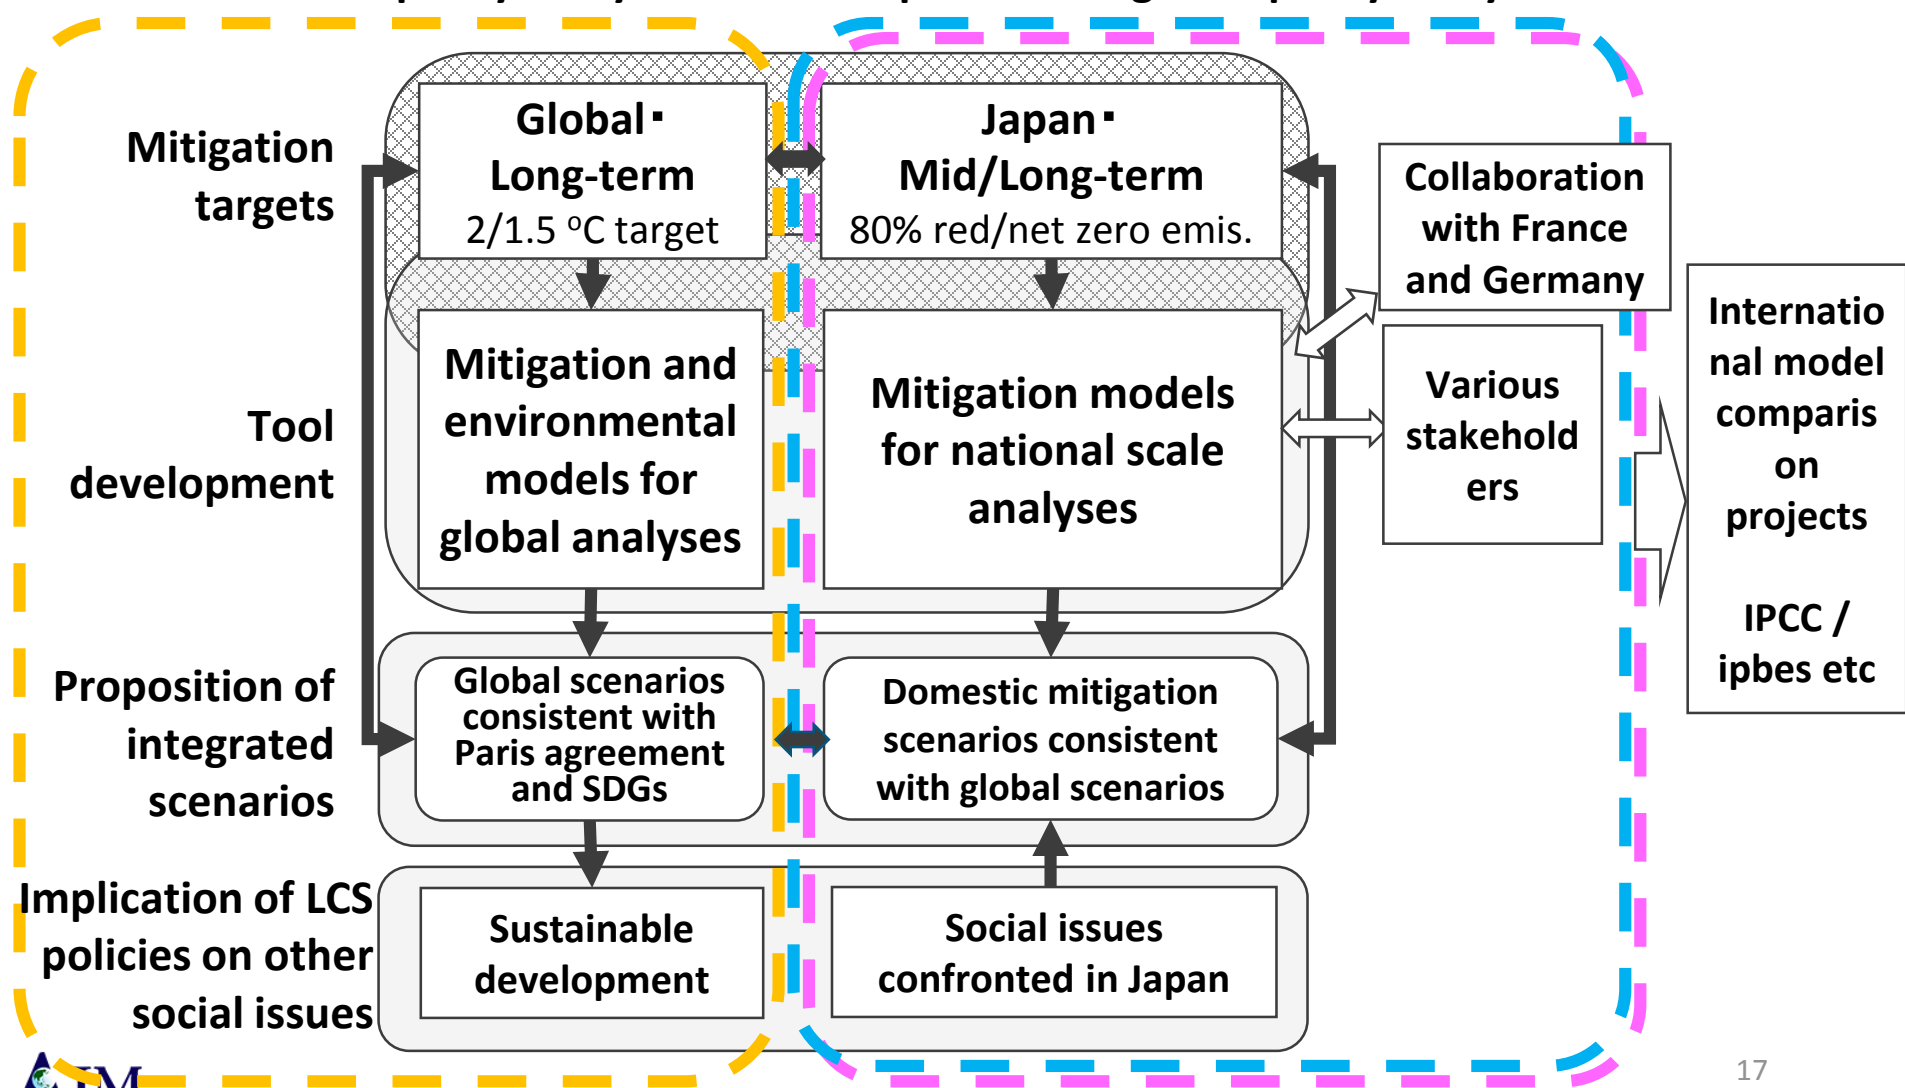 Mitigation
targets
Global▪
Long-term
2/1.5 ºC target
Japan▪
Mid/Long-term
80% red/net zero emis.
Collaboration
with France
and Germany
Tool
development
Mitigation and
environmental
models for
global analyses
Mitigation models
for national scale
analyses
Various
stakehold
ers
Internatio
nal model
comparis
on
projects
IPCC /
ipbes etc
Proposition of
integrated
scenarios
Global scenarios
consistent with
Paris agreement
and SDGs
Domestic mitigation
scenarios consistent
with global scenarios
Implication of LCS
policies on other
social issues
Sustainable
development
Social issues
confronted in Japan
17